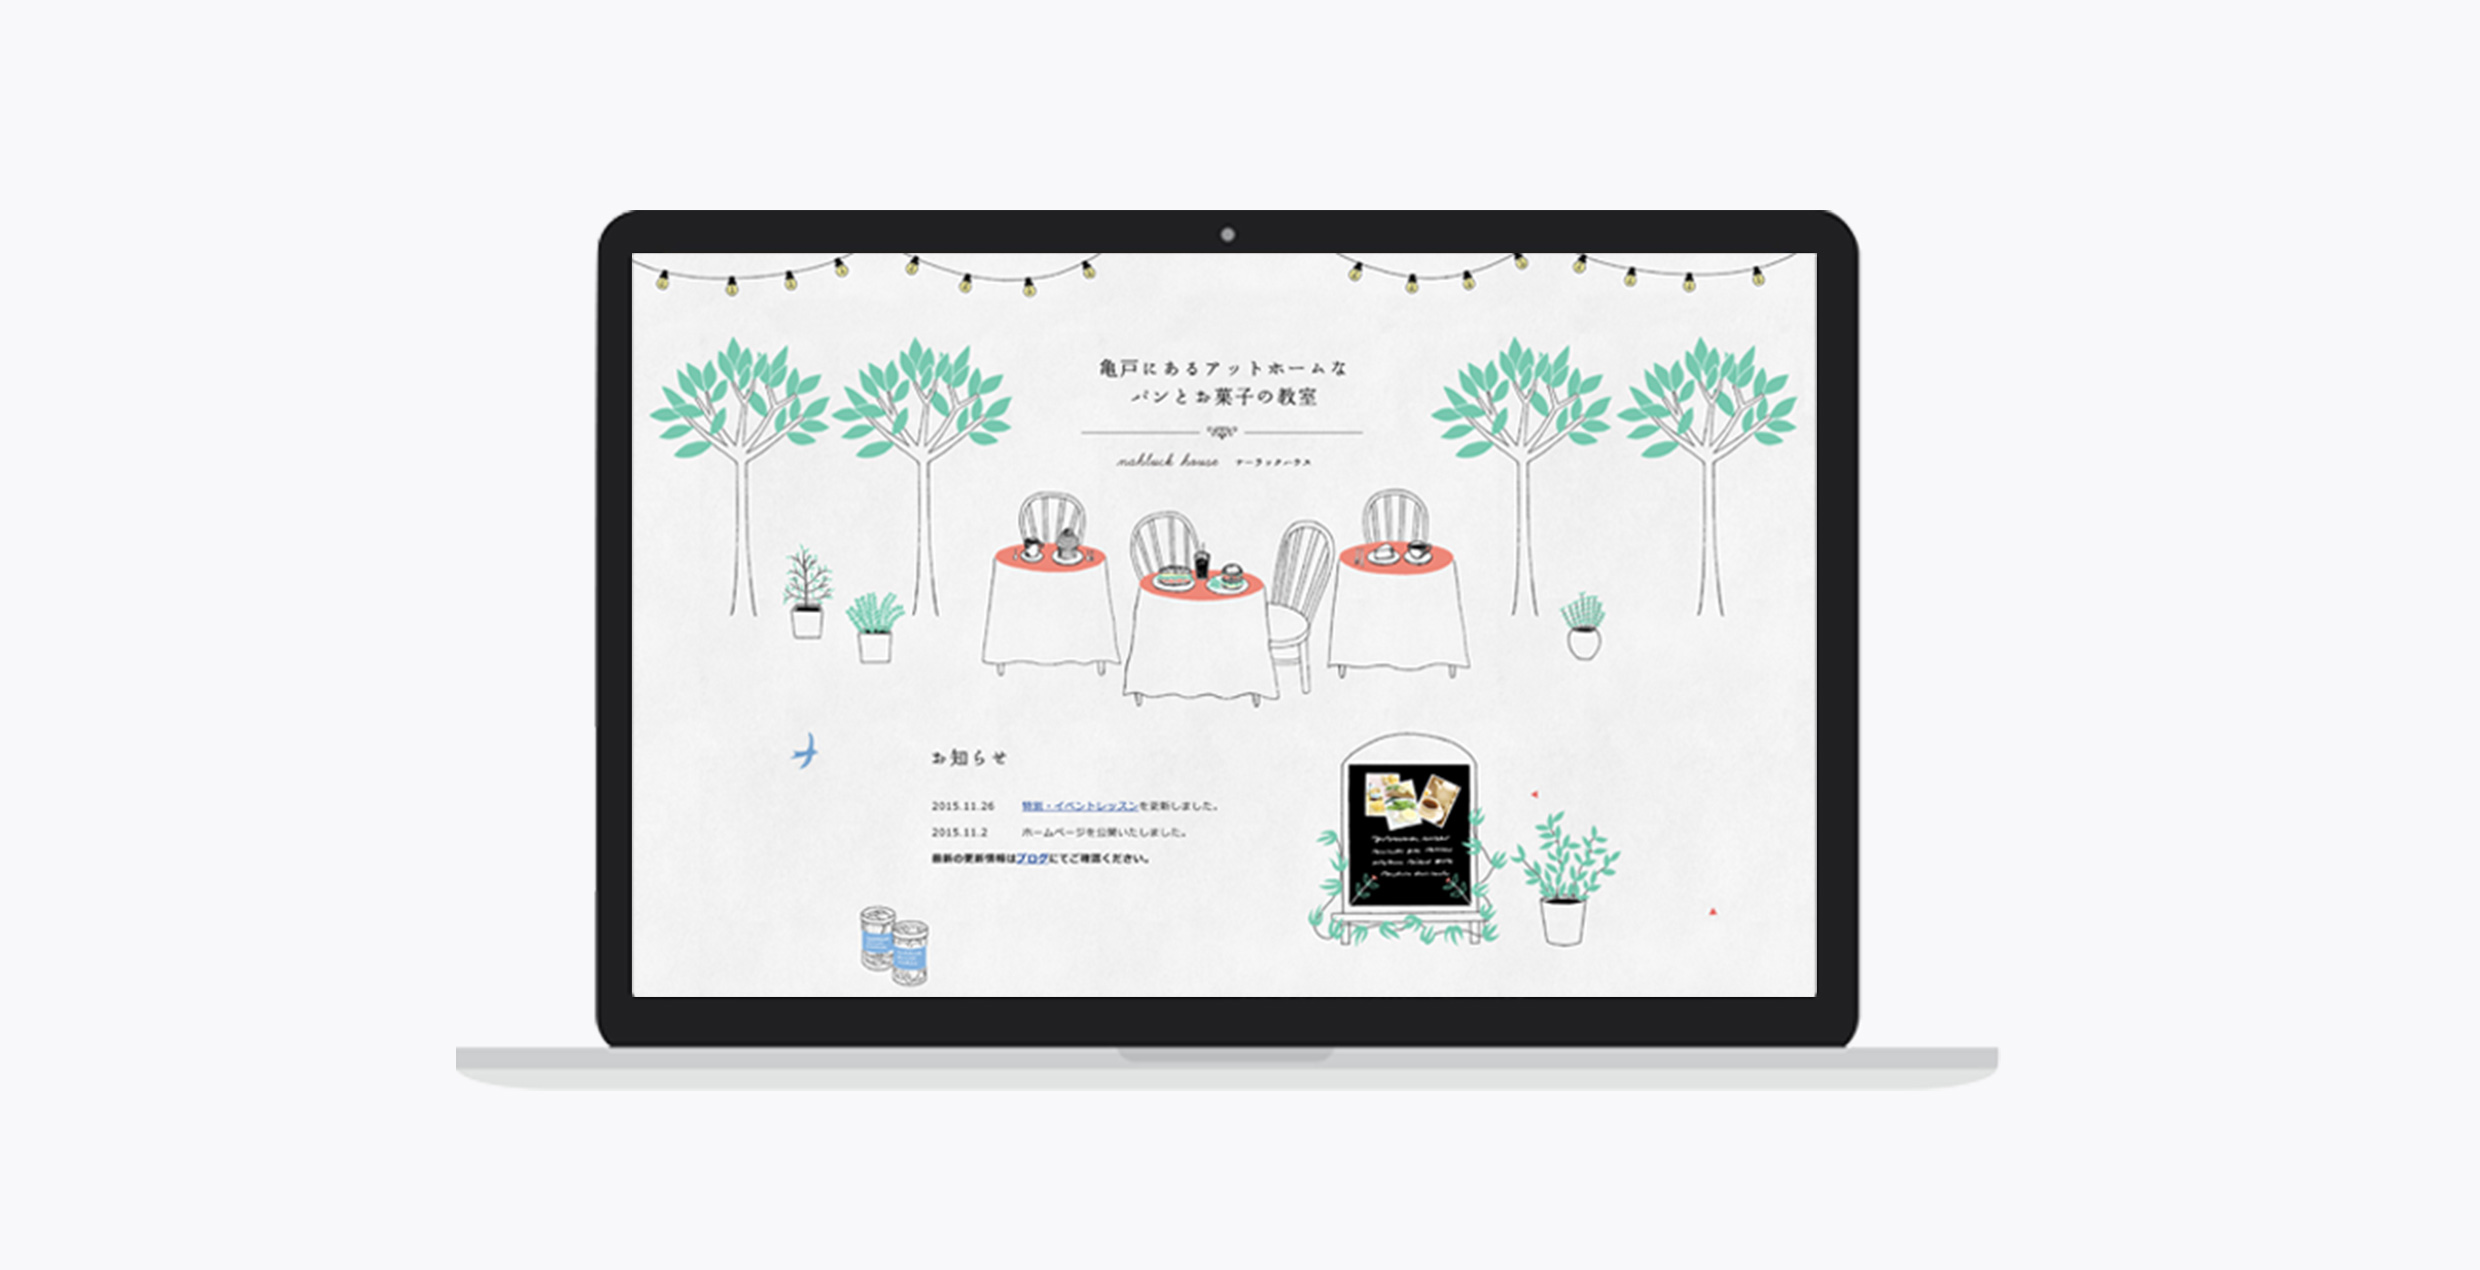 亀戸にあるアットホームな
パンとお菓子の教室
nahluck house ナーラックハウス
お知らせ
2015.11.26 特別・イベントレッスンを更新しました。
2015.11.2 ホームページを公開いたしました。
最新の更新情報はブログにてご確認ください。